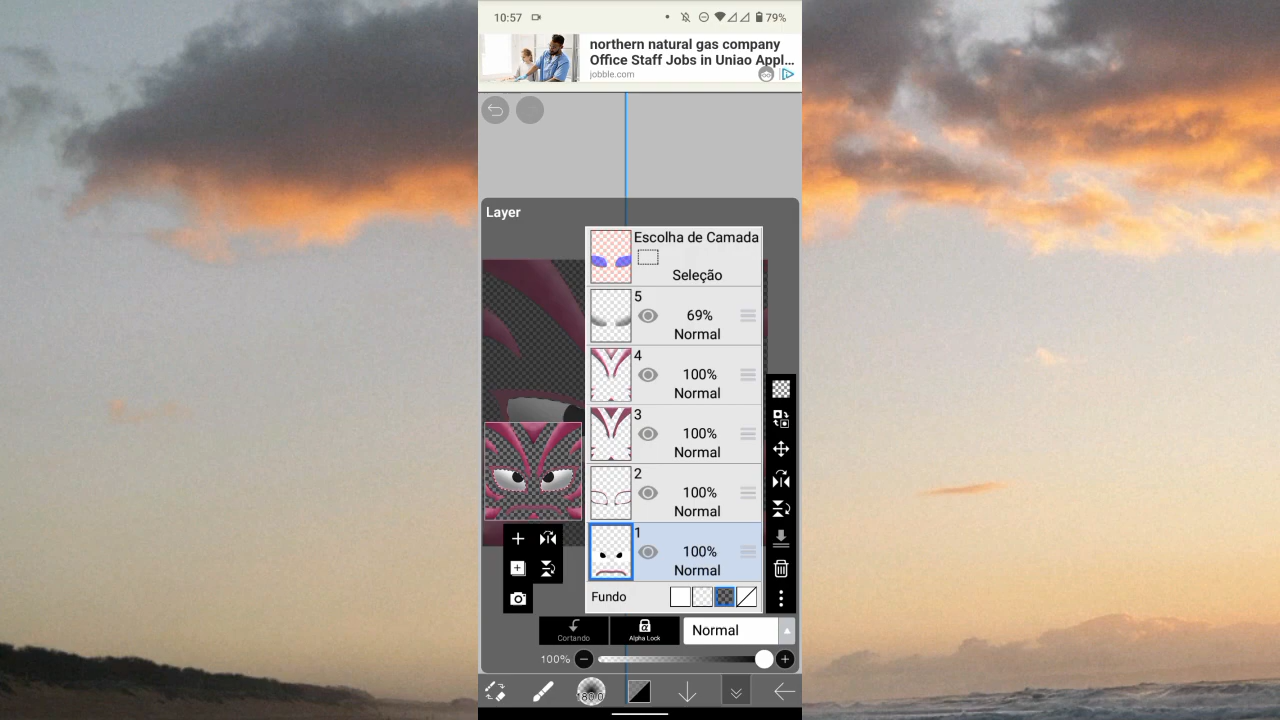 10:57
79%
northern natural gas company
Office Staff Jobs in Uniao Appl...
jobble.com
Layer
Escolha de Camada
Seleção
5
69%
Normal
4
100%
Normal
3
100%
Normal
2
100%
Normal
1
100%
Normal
Fundo
Cortando
Alpha Lock
Normal
100%
180.0